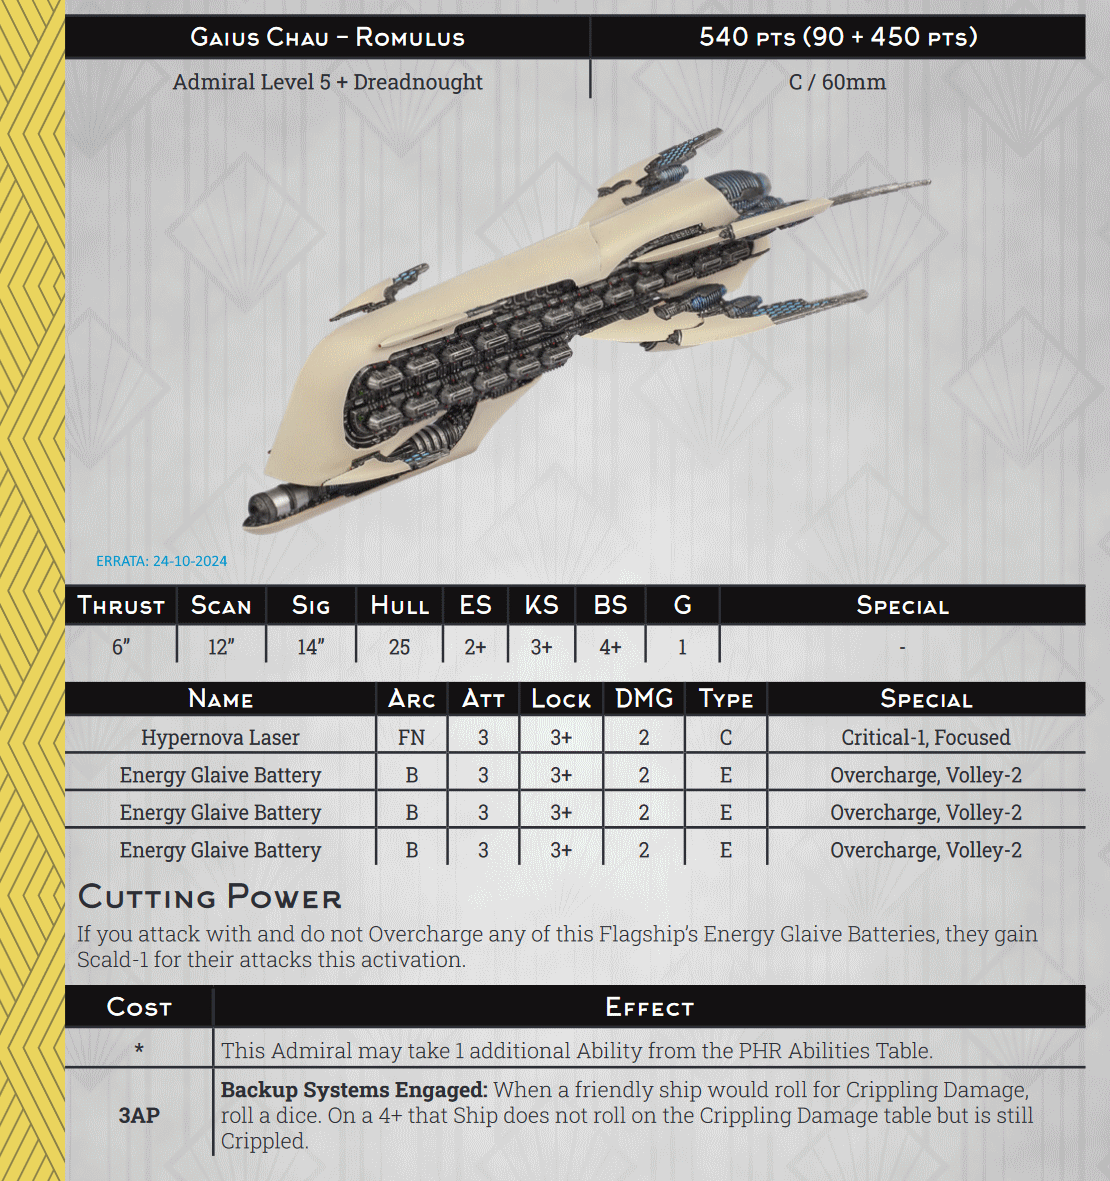 Gaius Chau – Romulus 540 pts (90 + 450 pts)
Admiral Level 5 + Dreadnought C / 60mm
ERRATA: 24-10-2024
Thrust Scan Sig Hull ES KS BS G Special
6” 12” 14” 25 2+ 3+ 4+ 1 -
Name Arc Att Lock DMG Type Special
Hypernova Laser FN 3 3+ 2 C Critical-1, Focused
Energy Glaive Battery B 3 3+ 2 E Overcharge, Volley-2
Energy Glaive Battery B 3 3+ 2 E Overcharge, Volley-2
Energy Glaive Battery B 3 3+ 2 E Overcharge, Volley-2
Cutting Power
If you attack with and do not Overcharge any of this Flagship’s Energy Glaive Batteries, they gain
Scald-1 for their attacks this activation.
Cost Effect
* This Admiral may take 1 additional Ability from the PHR Abilities Table.
3AP Backup Systems Engaged: When a friendly ship would roll for Crippling Damage,
roll a dice. On a 4+ that Ship does not roll on the Crippling Damage table but is still
Crippled.